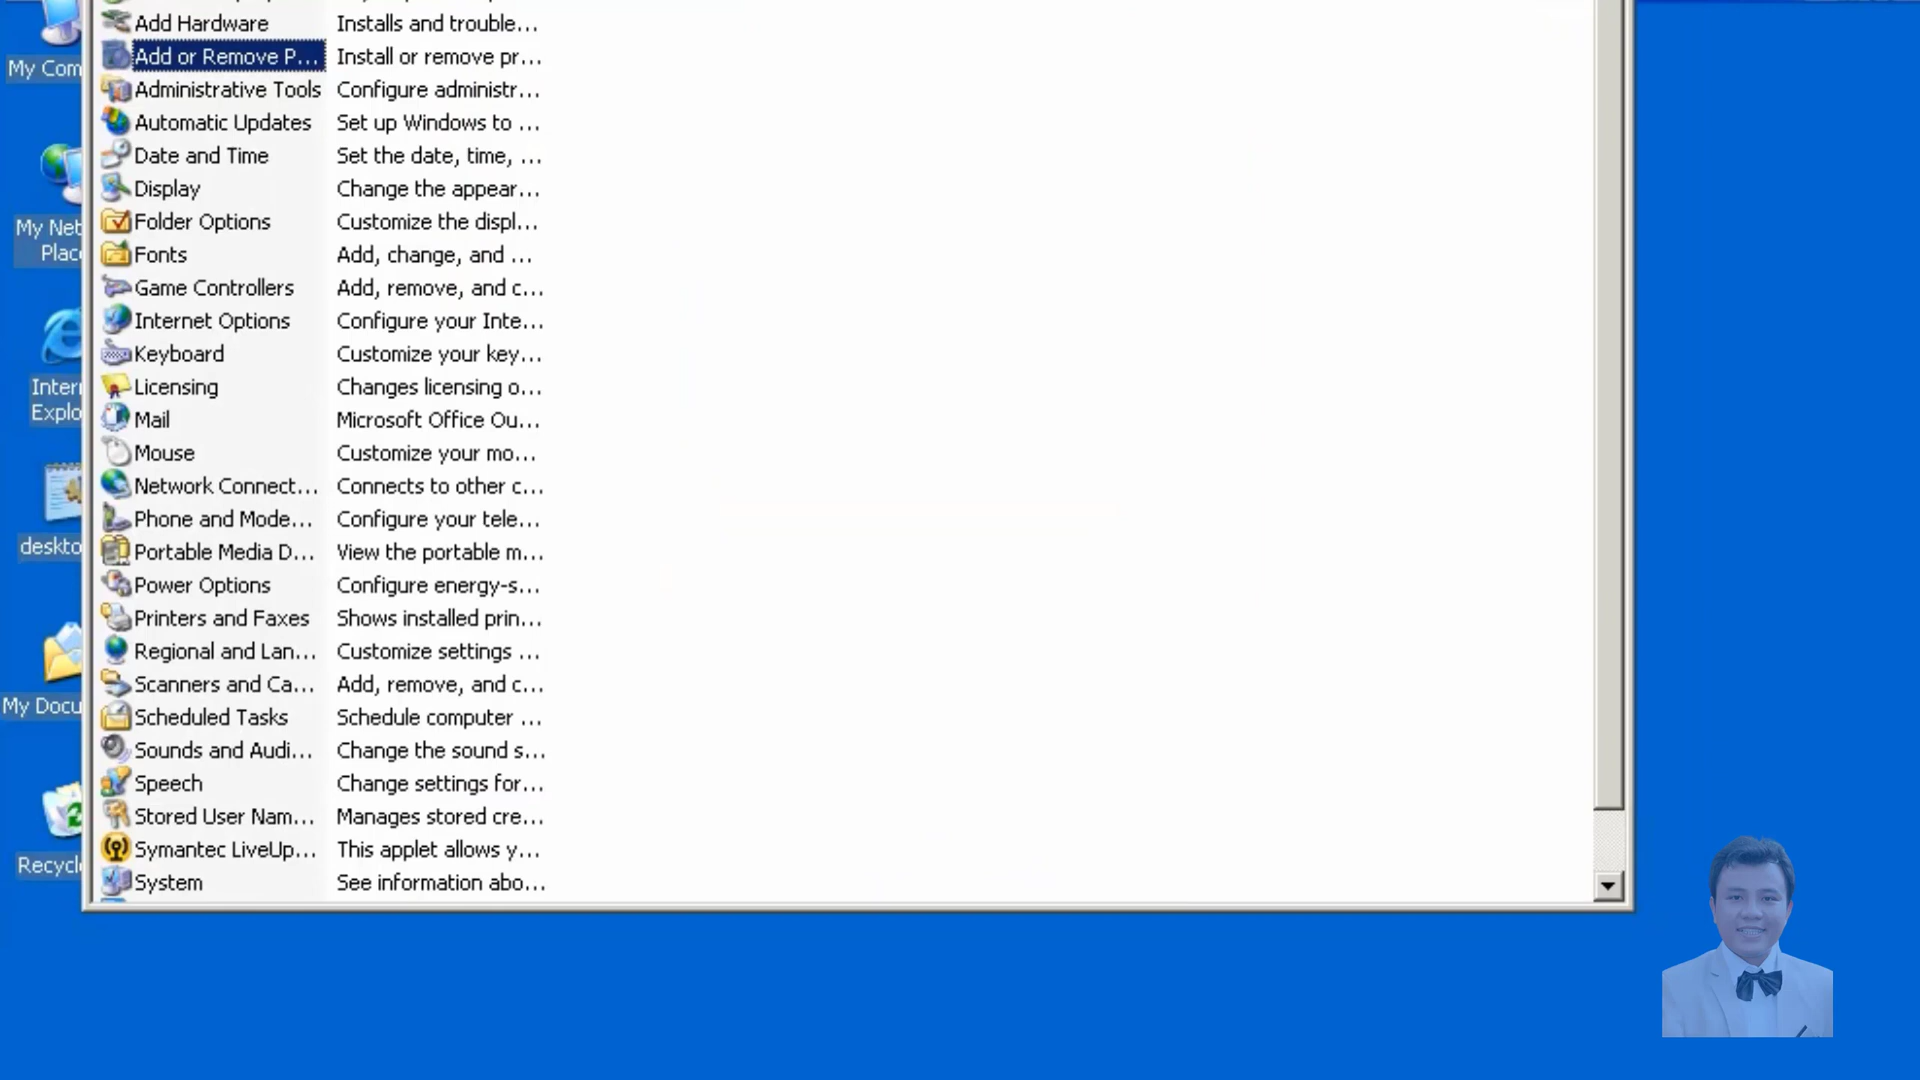 Add Hardware Installs and trouble...
Add or Remove P... Install or remove pr...
Administrative Tools Configure administr...
Automatic Updates Set up Windows to ...
Date and Time Set the date, time, ...
Display Change the appear...
Folder Options Customize the displ...
Fonts Add, change, and ...
Game Controllers Add, remove, and c...
Internet Options Configure your Inte...
Keyboard Customize your key...
Licensing Changes licensing o...
Mail Microsoft Office Ou...
Mouse Customize your mo...
Network Connect... Connects to other c...
Phone and Mode... Configure your tele...
Portable Media D... View the portable m...
Power Options Configure energy-s...
Printers and Faxes Shows installed prin...
Regional and Lan... Customize settings ...
Scanners and Ca... Add, remove, and c...
Scheduled Tasks Schedule computer ...
Sounds and Audi... Change the sound s...
Speech Change settings for...
Stored User Nam... Manages stored cre...
Symantec LiveUp... This applet allows y...
System See information abo...
My Com
My Net
Plac
Inter
Explo
deskto
My Docu
Recycl